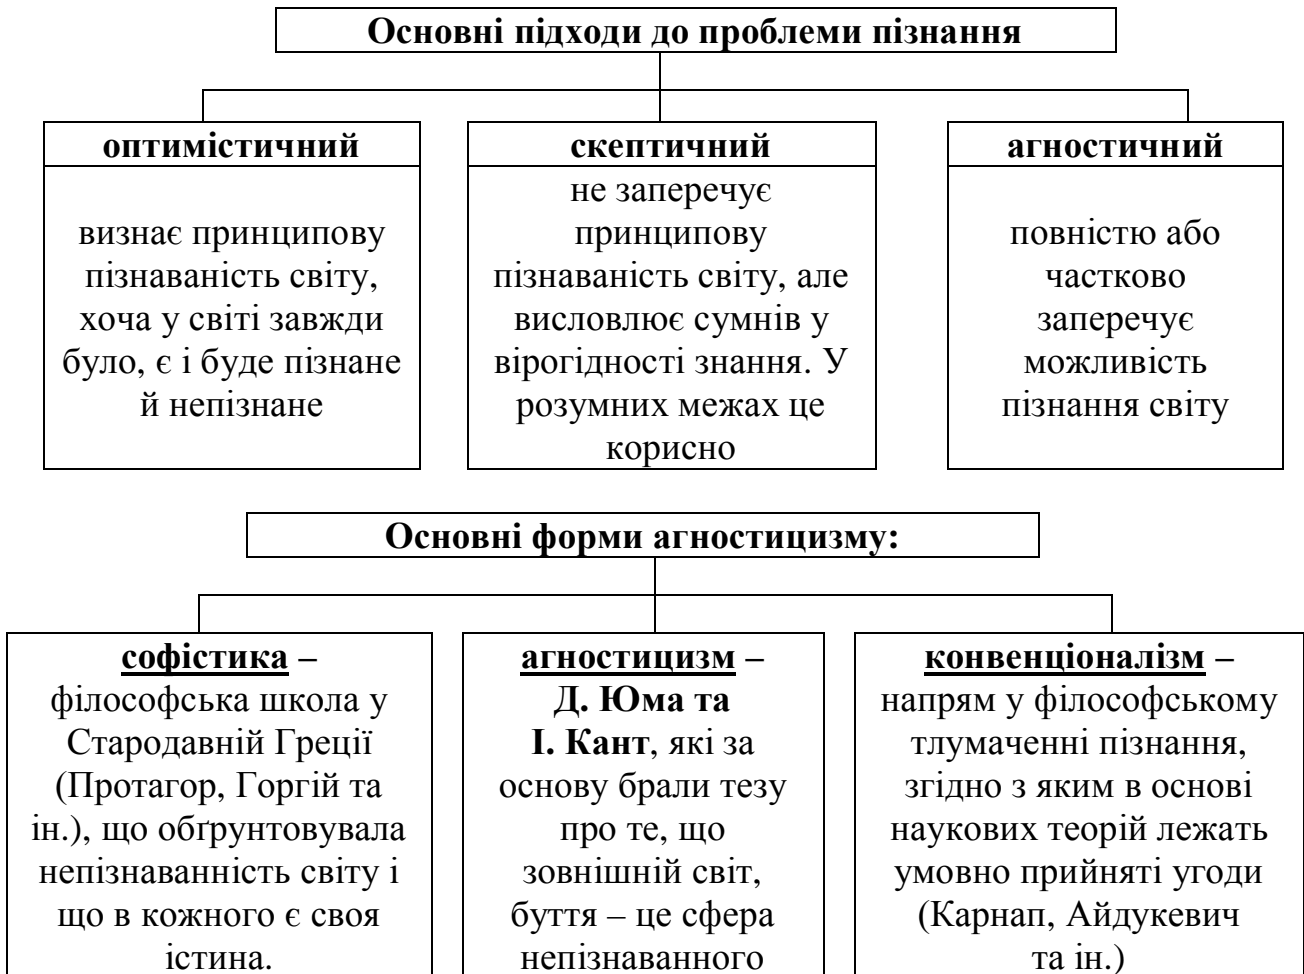 Основні підходи до проблеми пізнання
оптимістичний
визнає принципову
пізнаваність світу,
хоча у світі завжди
було, є і буде пізнане
й непізнане
скептичний
не заперечує
принципову
пізнаваність світу, але
висловлює сумнів у
вірогідності знання. У
розумних межах це
корисно
агностичний
повністю або
частково
заперечує
можливість
пізнання світу
Основні форми агностицизму:
софістика –
філософська школа у
Стародавній Греції
(Протагор, Горгій та
ін.), що обґрунтовувала
непізнаванність світу і
що в кожного є своя
істина.
агностицизм –
Д. Юма та
І. Кант, які за
основу брали тезу
про те, що
зовнішній світ,
буття – це сфера
непізнаванного
конвенціоналізм –
напрям у філософському
тлумаченні пізнання,
згідно з яким в основі
наукових теорій лежать
умовно прийняті угоди
(Карнап, Айдукевич
та ін.)